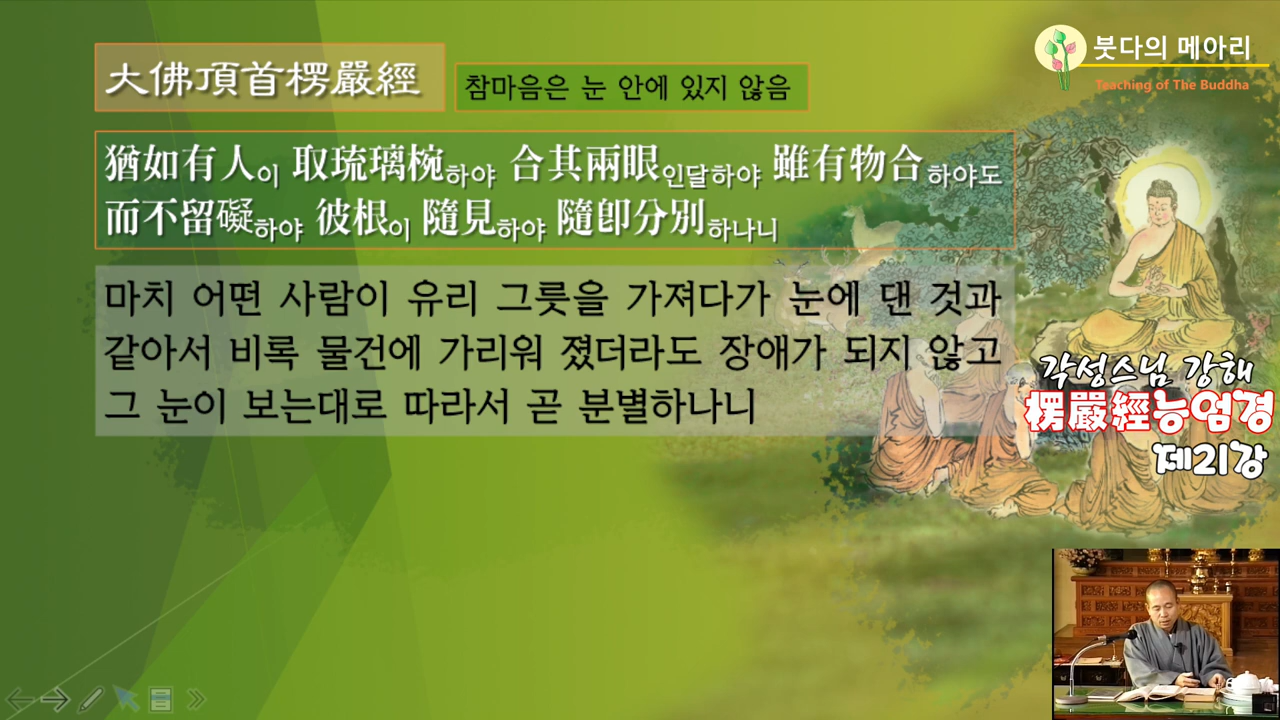 大佛頂首楞嚴經
참마음은 눈 안에 있지 않음
붓다의 메아리
Teaching of The Buddha
猶如有人이 取琉璃椀하야 合其兩眼인달하야 雖有物合하야도
而不留礙하야 彼根이 隨見하야 隨卽分別하나니
마치 어떤 사람이 유리 그릇을 가져다가 눈에 댄 것과
같아서 비록 물건에 가리워 졌더라도 장애가 되지 않고
그 눈이 보는대로 따라서 곧 분별하나니
각성스님 강해
楞嚴經능엄경
제21강